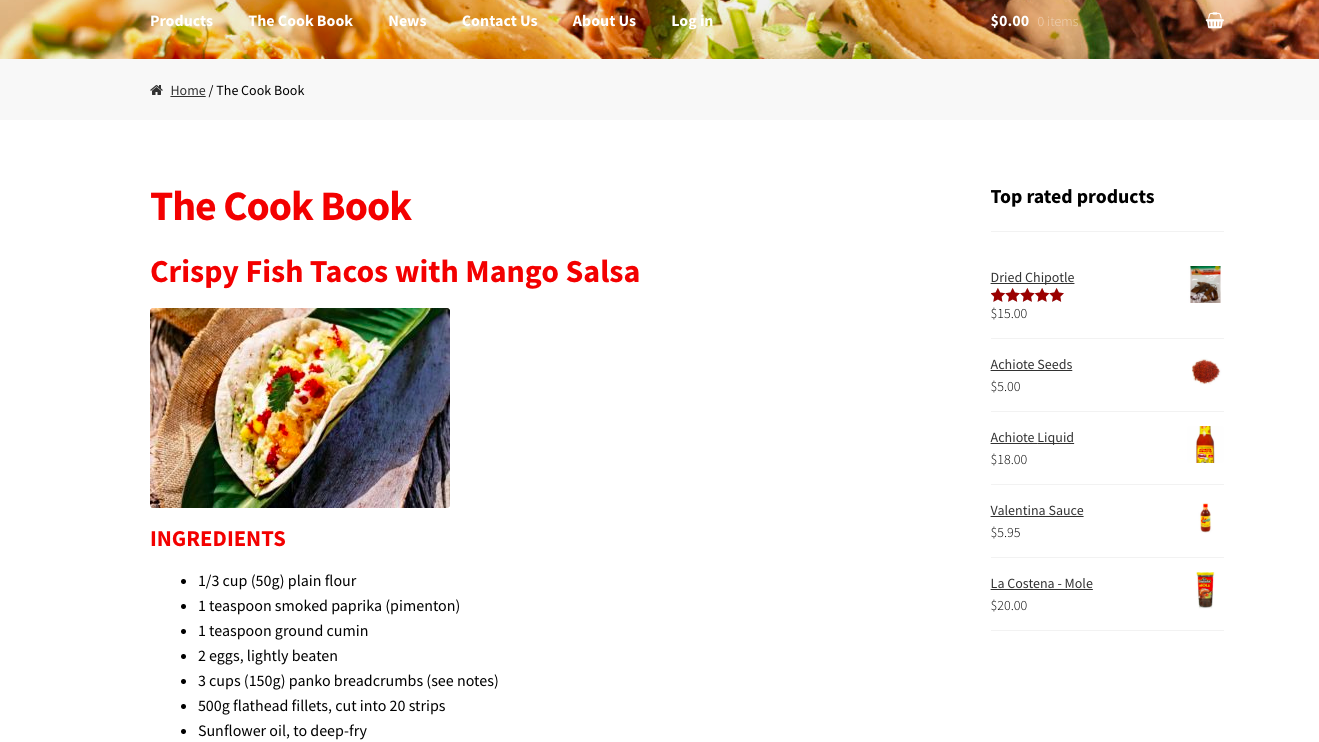 Products The Cook Book News Contact Us About Us Log in $0.00 0 items
Home / The Cook Book
The Cook Book
Crispy Fish Tacos with Mango Salsa
INGREDIENTS
1/3 cup (50g) plain flour
1 teaspoon smoked paprika (pimenton)
1 teaspoon ground cumin
2 eggs, lightly beaten
3 cups (150g) panko breadcrumbs (see notes)
500g flathead fillets, cut into 20 strips
Sunflower oil, to deep-fry
Top rated products
Dried Chipotle
$15.00
Achiote Seeds
$5.00
Achiote Liquid
$18.00
Valentina Sauce
$5.95
La Costena - Mole
$20.00